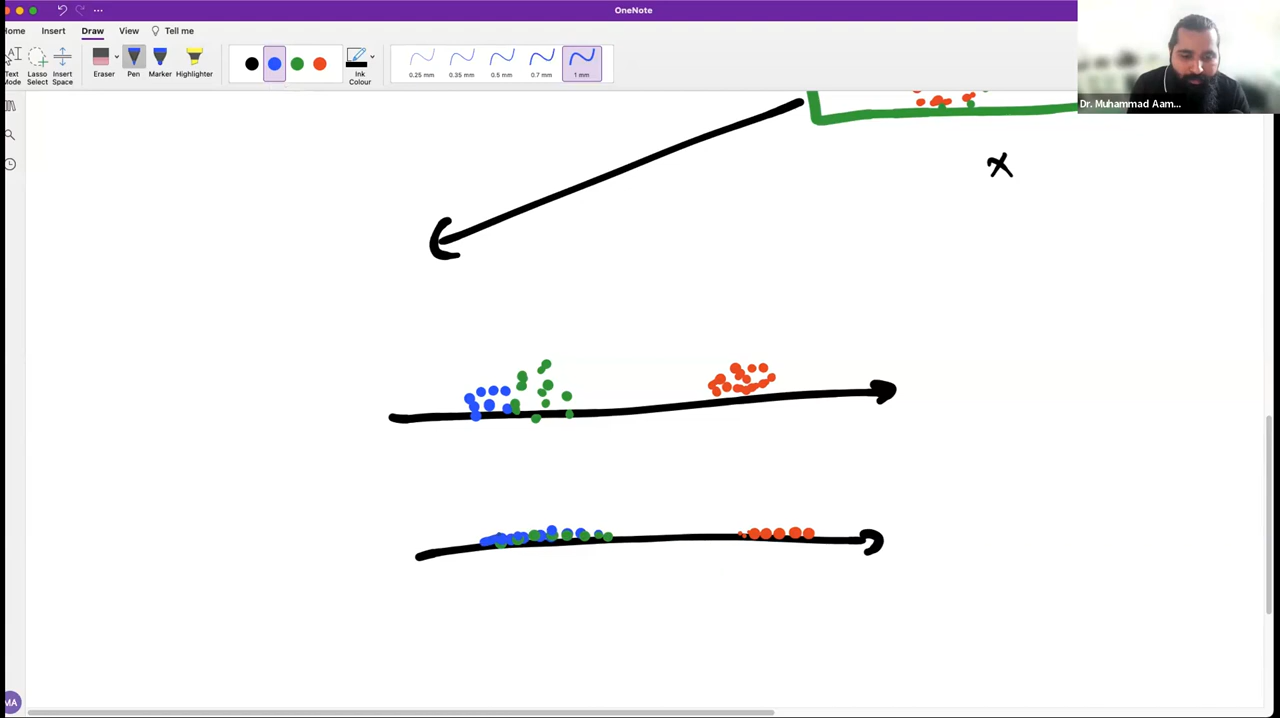 OneNote
Home Insert Draw View Tell me
Text Mode
Lasso Select
Insert Space
Eraser
Pen
Marker
Highlighter
Ink Colour
0.25 mm
0.35 mm
0.5 mm
0.7 mm
1 mm
Dr. Muhammad Aam...
x
MA